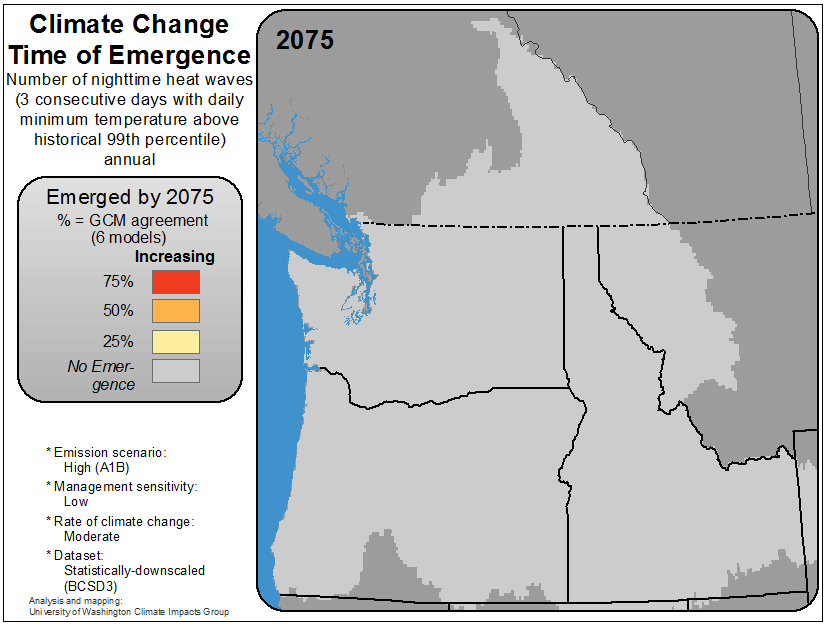 Climate Change
Time of Emergence
Number of nighttime heat waves
(3 consecutive days with daily
minimum temperature above
historical 99th percentile)
annual
Emerged by 2075
% = GCM agreement
(6 models)
Increasing
75%
50%
25%
No Emer-
gence
* Emission scenario:
High (A1B)
* Management sensitivity:
Low
* Rate of climate change:
Moderate
* Dataset:
Statistically-downscaled
(BCSD3)
Analysis and mapping:
University of Washington Climate Impacts Group
2075